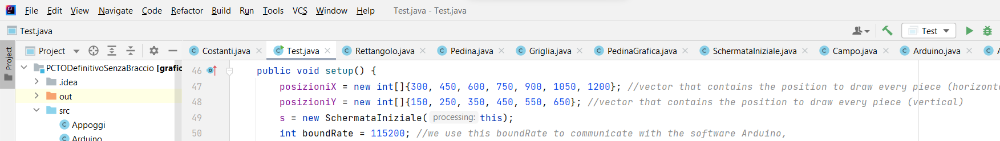 File Edit View Navigate Code Refactor Build Run Tools VCS Window Help Test.java - Test.java
Test.java Test
Project Project Costanti.java Test.java Rettangolo.java Pedina.java Griglia.java PedinaGrafica.java SchermataIniziale.java Campo.java Arduino.java
PCTODefinitivoSenzaBraccio [grafic 46 public void setup() {
.idea 47 posizioniX = new int[]{300, 450, 600, 750, 900, 1050, 1200}; //vector that contains the position to draw every piece (horizont
out 48 posizioniY = new int[]{150, 250, 350, 450, 550, 650}; //vector that contains the position to draw every piece (vertical)
src 49 s = new SchermataIniziale( processing: this);
Appoggi 50 int boundRate = 115200; //we use this boundRate to communicate with the software Arduino,
Arduino